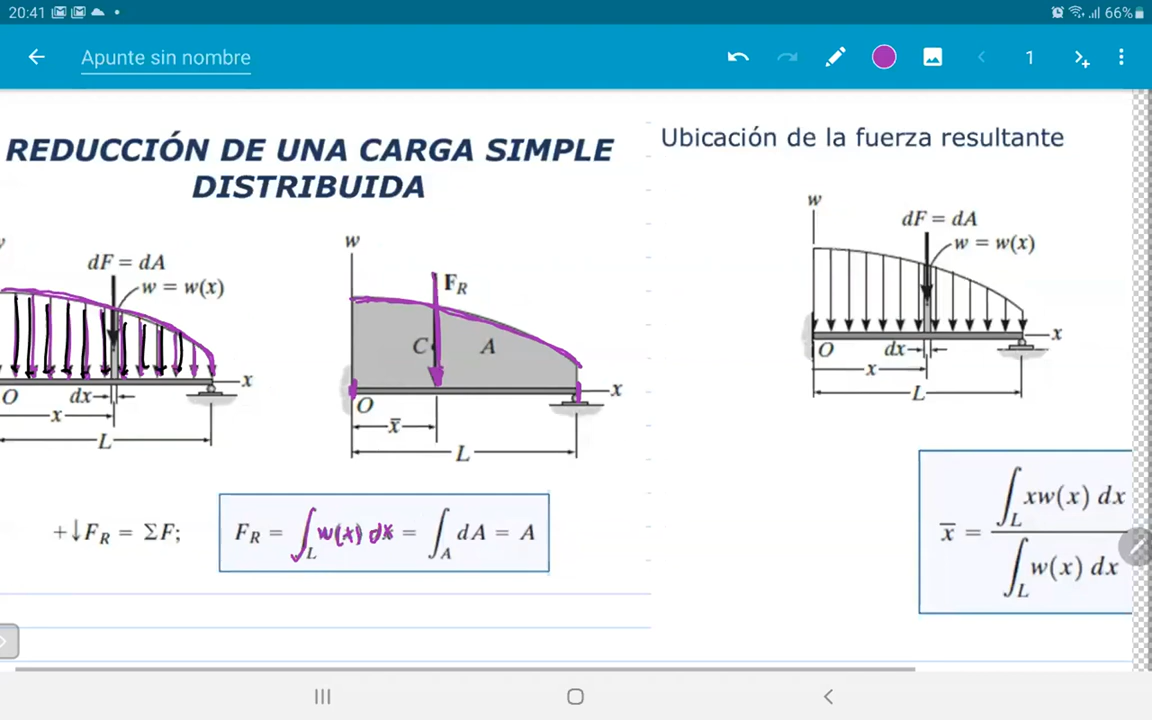 20:41
66%
Apunte sin nombre
1
REDUCCIÓN DE UNA CARGA SIMPLE
DISTRIBUIDA
dF = dA
w = w(x)
x
O
dx
x
L
w
F_R
C
A
x
O
x̄
L
+↓F_R = ΣF;
F_R = ∫_L w(x) dx = ∫_A dA = A
Ubicación de la fuerza resultante
w
dF = dA
w = w(x)
x
O
dx
x
L
x̄ = ∫_L xw(x) dx
∫_L w(x) dx